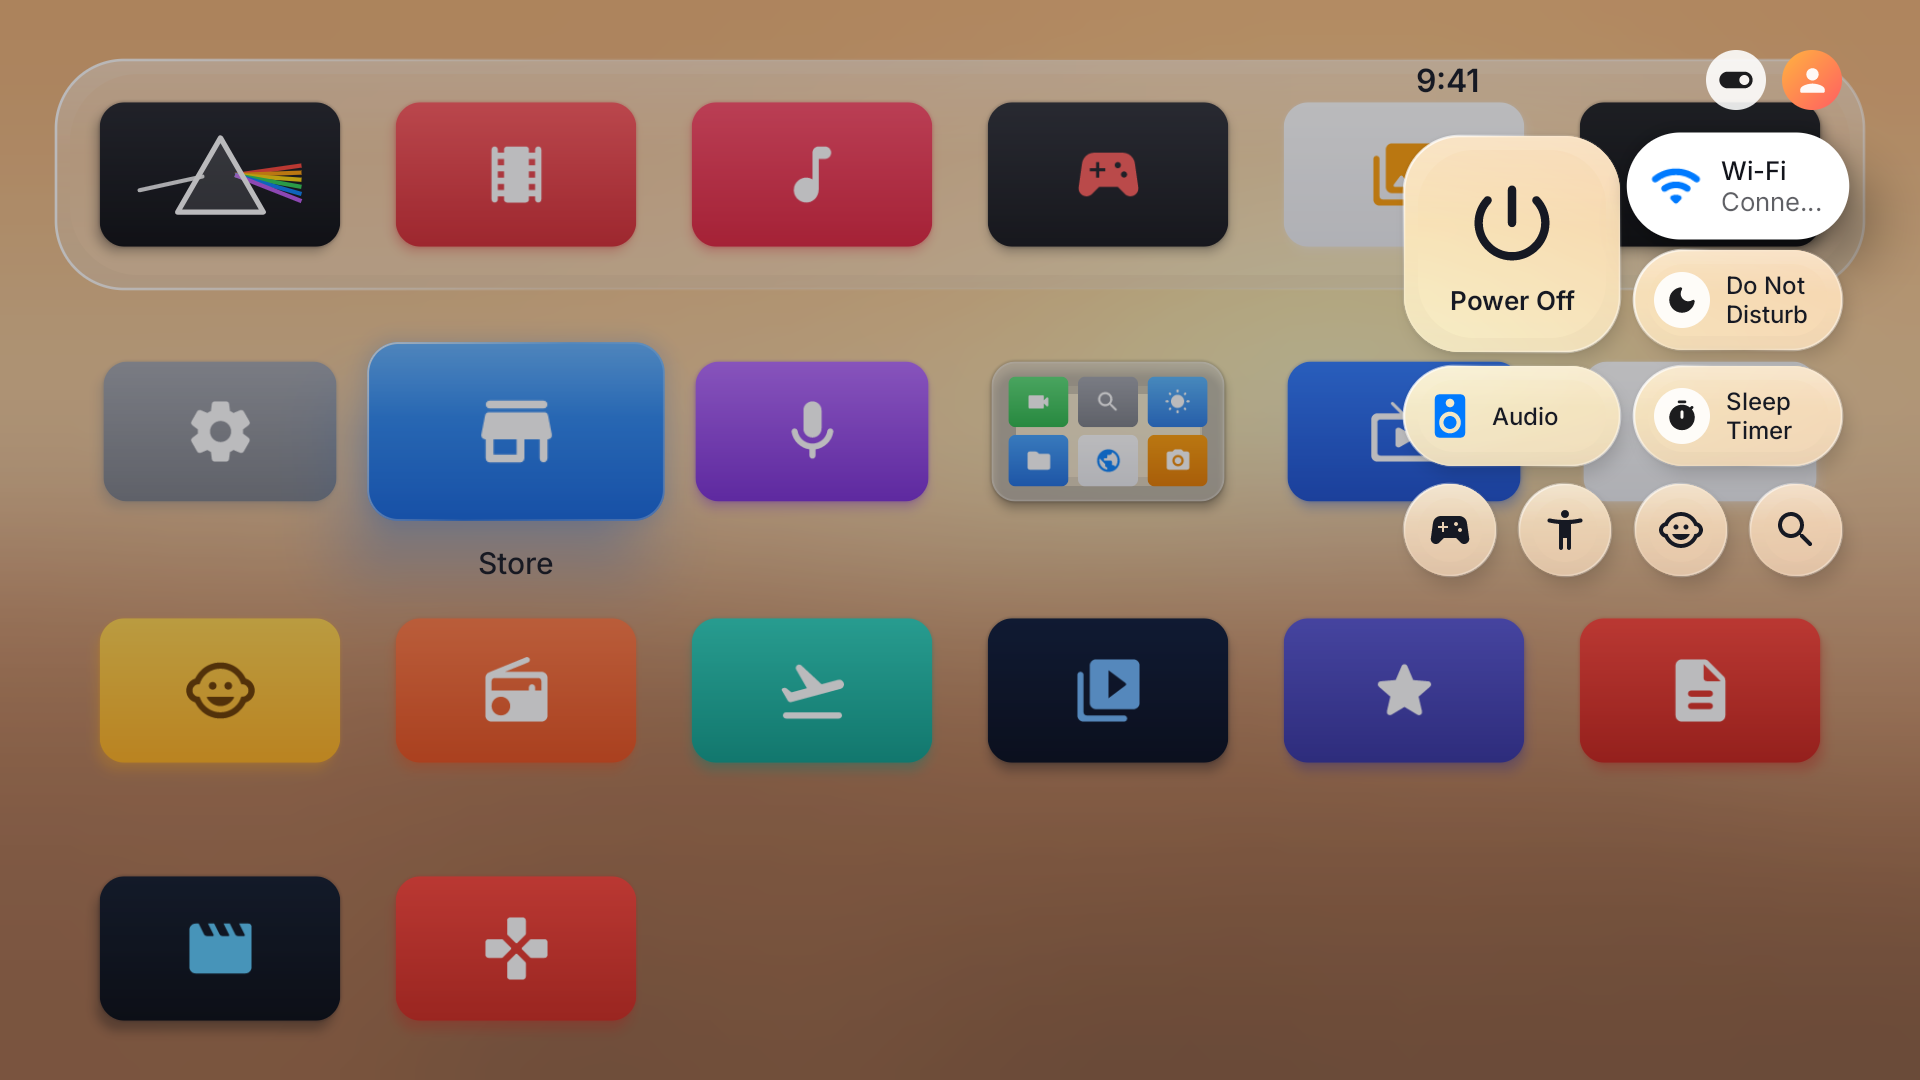 9:41
Power Off
Wi-Fi
Conne...
Do Not
Disturb
Audio
Sleep
Timer
Store